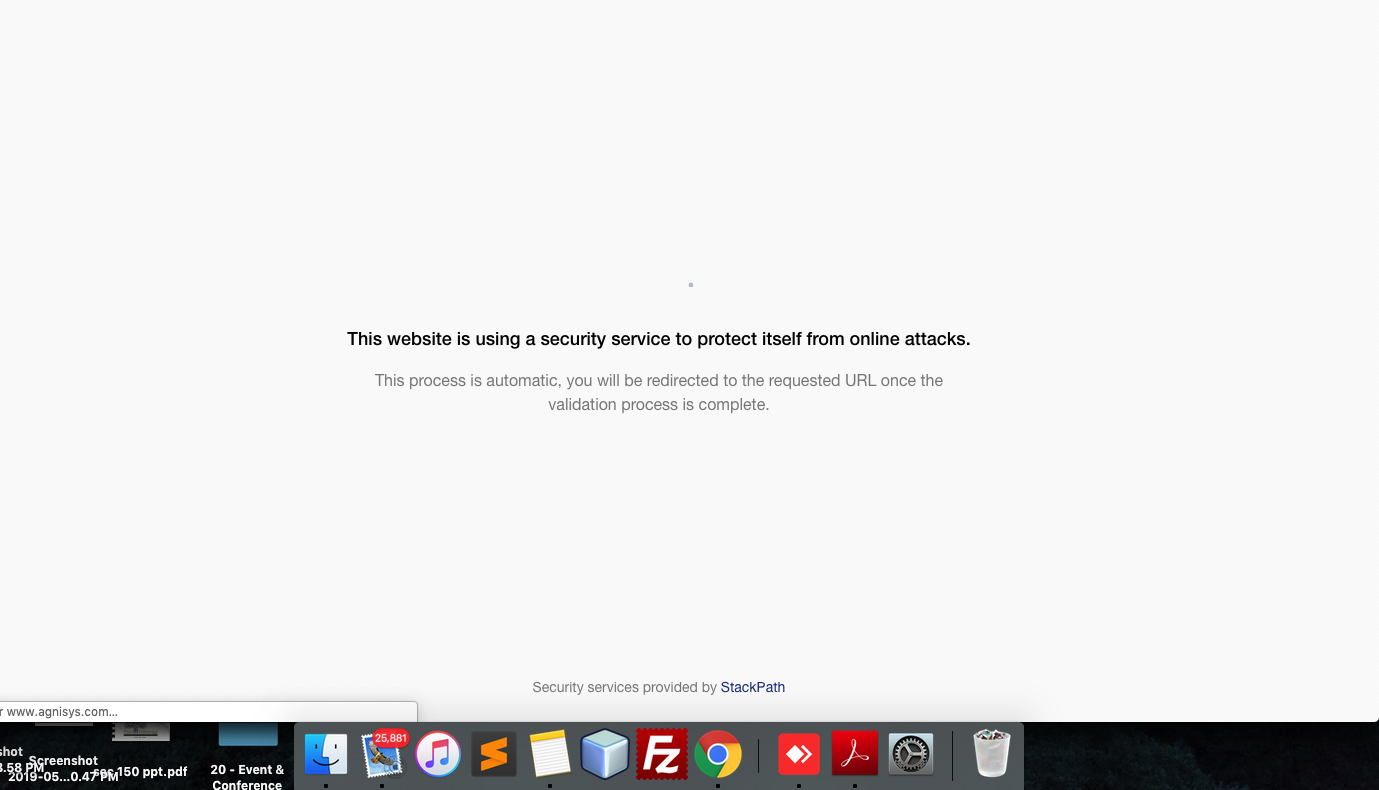 This website is using a security service to protect itself from online attacks.
This process is automatic, you will be redirected to the requested URL once the
validation process is complete.
Security services provided by StackPath
r www.agnisys.com...
25,881
FZ
shot
3.58 PM
Screenshot
2019-05...0.47 PM
soc 150 ppt.pdf
20 - Event &
Conference